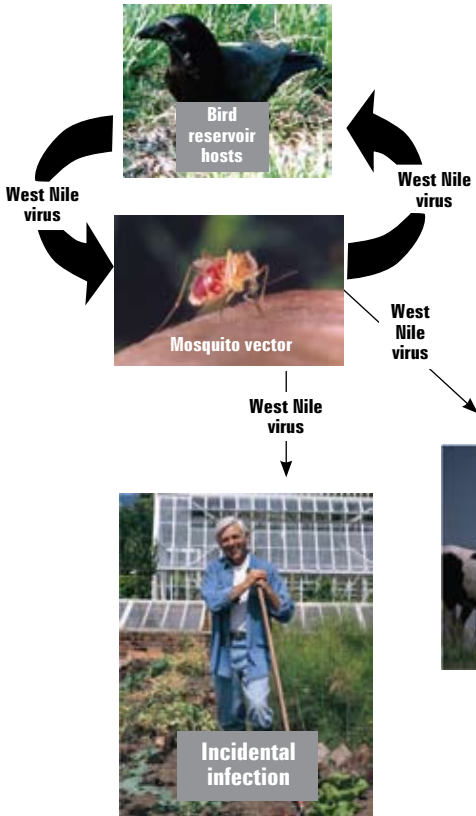 Bird
reservoir
hosts
West Nile
virus
West Nile
virus
Mosquito vector
West
Nile
virus
West Nile
virus
Incidental
infection